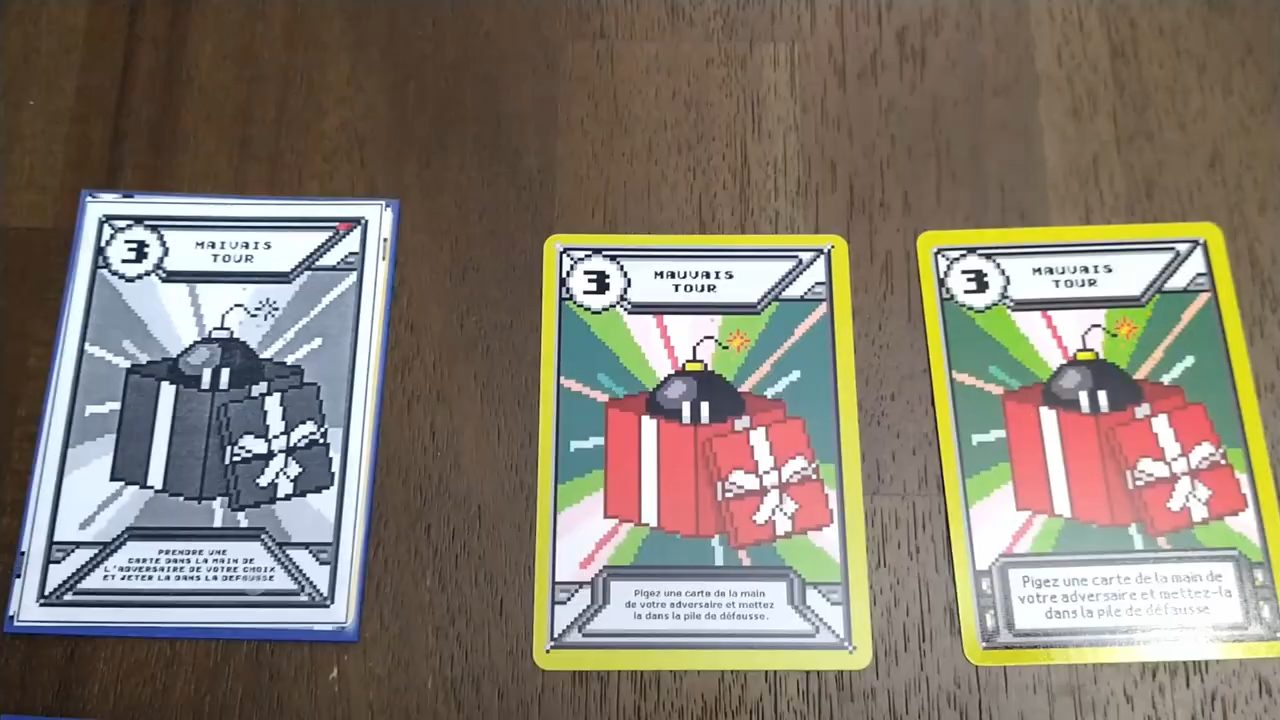 3
MAIVAIS
TOUR
PRENDRE UNE
CARTE DANS LA MAIN DE
L'ADVERSAIRE DE VOTRE CHOIX
ET JETER LA DANS LA DEFAUSSE
3
MAUVAIS
TOUR
Pigez une carte de la main
de votre adversaire et mettez
la dans la pile de défausse.
3
MAUVAIS
TOUR
Pigez une carte de la main de
votre adversaire et mettez-la
dans la pile de défausse